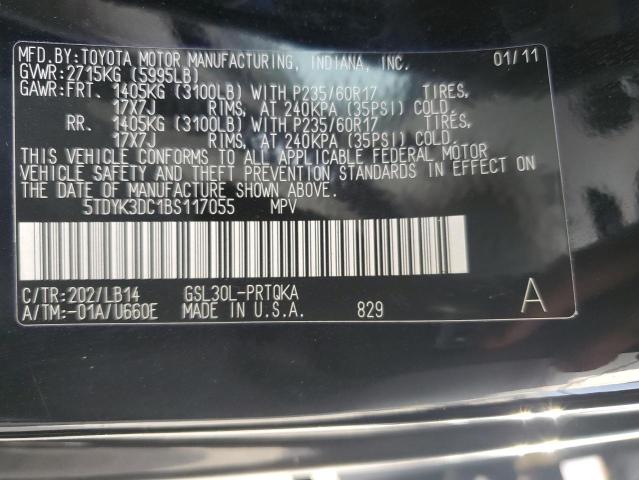 MFD.BY:TOYOTA MOTOR MANUFACTURING, INDIANA, INC. 01/11
GVWR:2715KG (5995LB)
GAWR:FRT. 1405KG (3100LB) WITH P235/60R17 TIRES,
17X7J RIMS, AT 240KPA (35PSI) COLD.
RR. 1405KG (3100LB) WITH P235/60R17 TIRES,
17X7J RIMS, AT 240KPA (35PSI) COLD.
THIS VEHICLE CONFORMS TO ALL APPLICABLE FEDERAL MOTOR
VEHICLE SAFETY AND THEFT PREVENTION STANDARDS IN EFFECT ON
THE DATE OF MANUFACTURE SHOWN ABOVE.
5TDYK3DC1BS117055 MPV
C/TR:202/LB14 GSL30L-PRTQKA
A/TM:-01A/U660E MADE IN U.S.A. 829 A